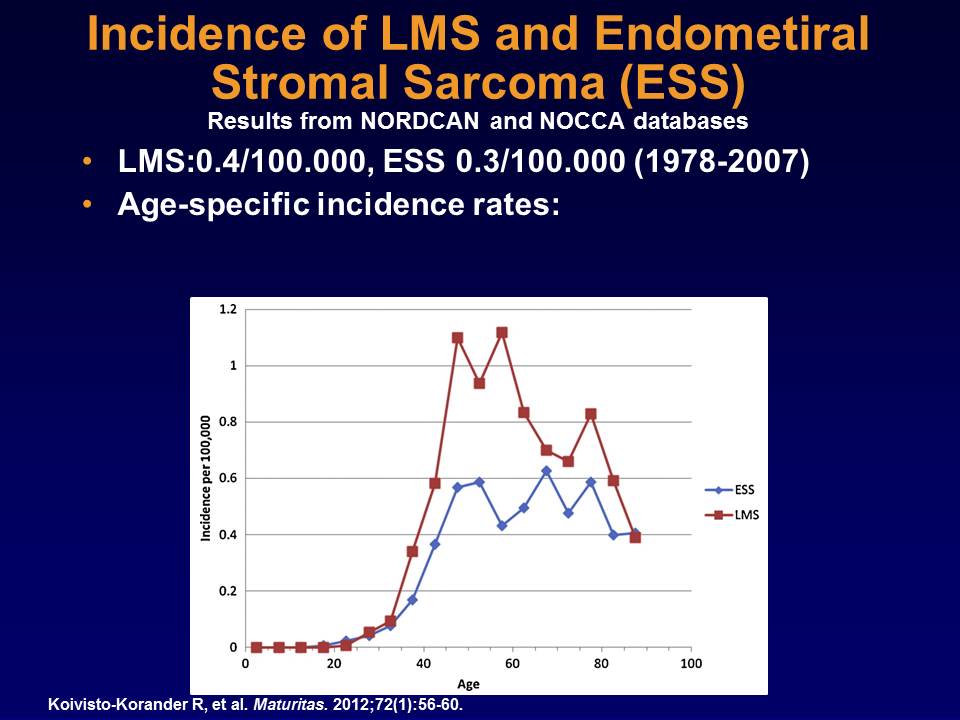 Incidence of LMS and Endometiral
Stromal Sarcoma (ESS)
Results from NORDCAN and NOCCA databases
• LMS:0.4/100.000, ESS 0.3/100.000 (1978-2007)
• Age-specific incidence rates:
1.2
1
0.8
0.6
0.4
0.2
0
Incidence per 100,000
0 20 40 60 80 100
Age
ESS
LMS
Koivisto-Korander R, et al. Maturitas. 2012;72(1):56-60.